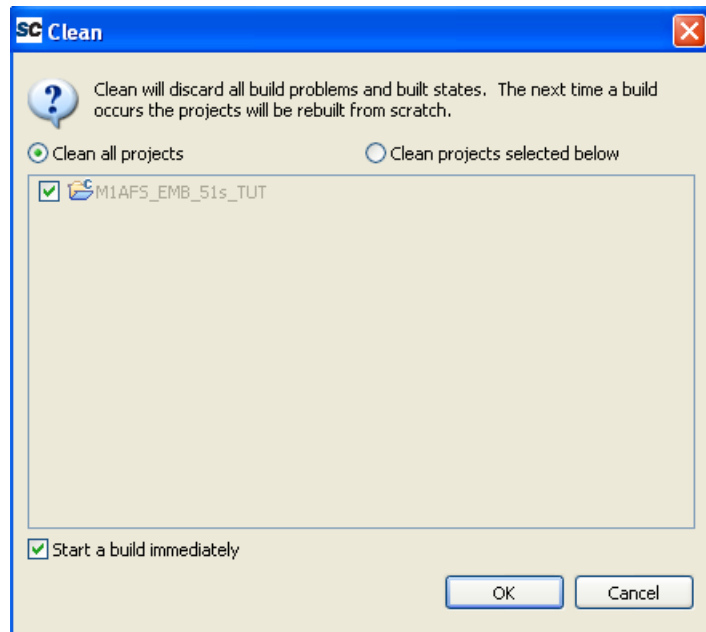 SC Clean
Clean will discard all build problems and built states. The next time a build
occurs the projects will be rebuilt from scratch.
Clean all projects Clean projects selected below
M1AFS_EMB_51s_TUT
Start a build immediately
OK Cancel